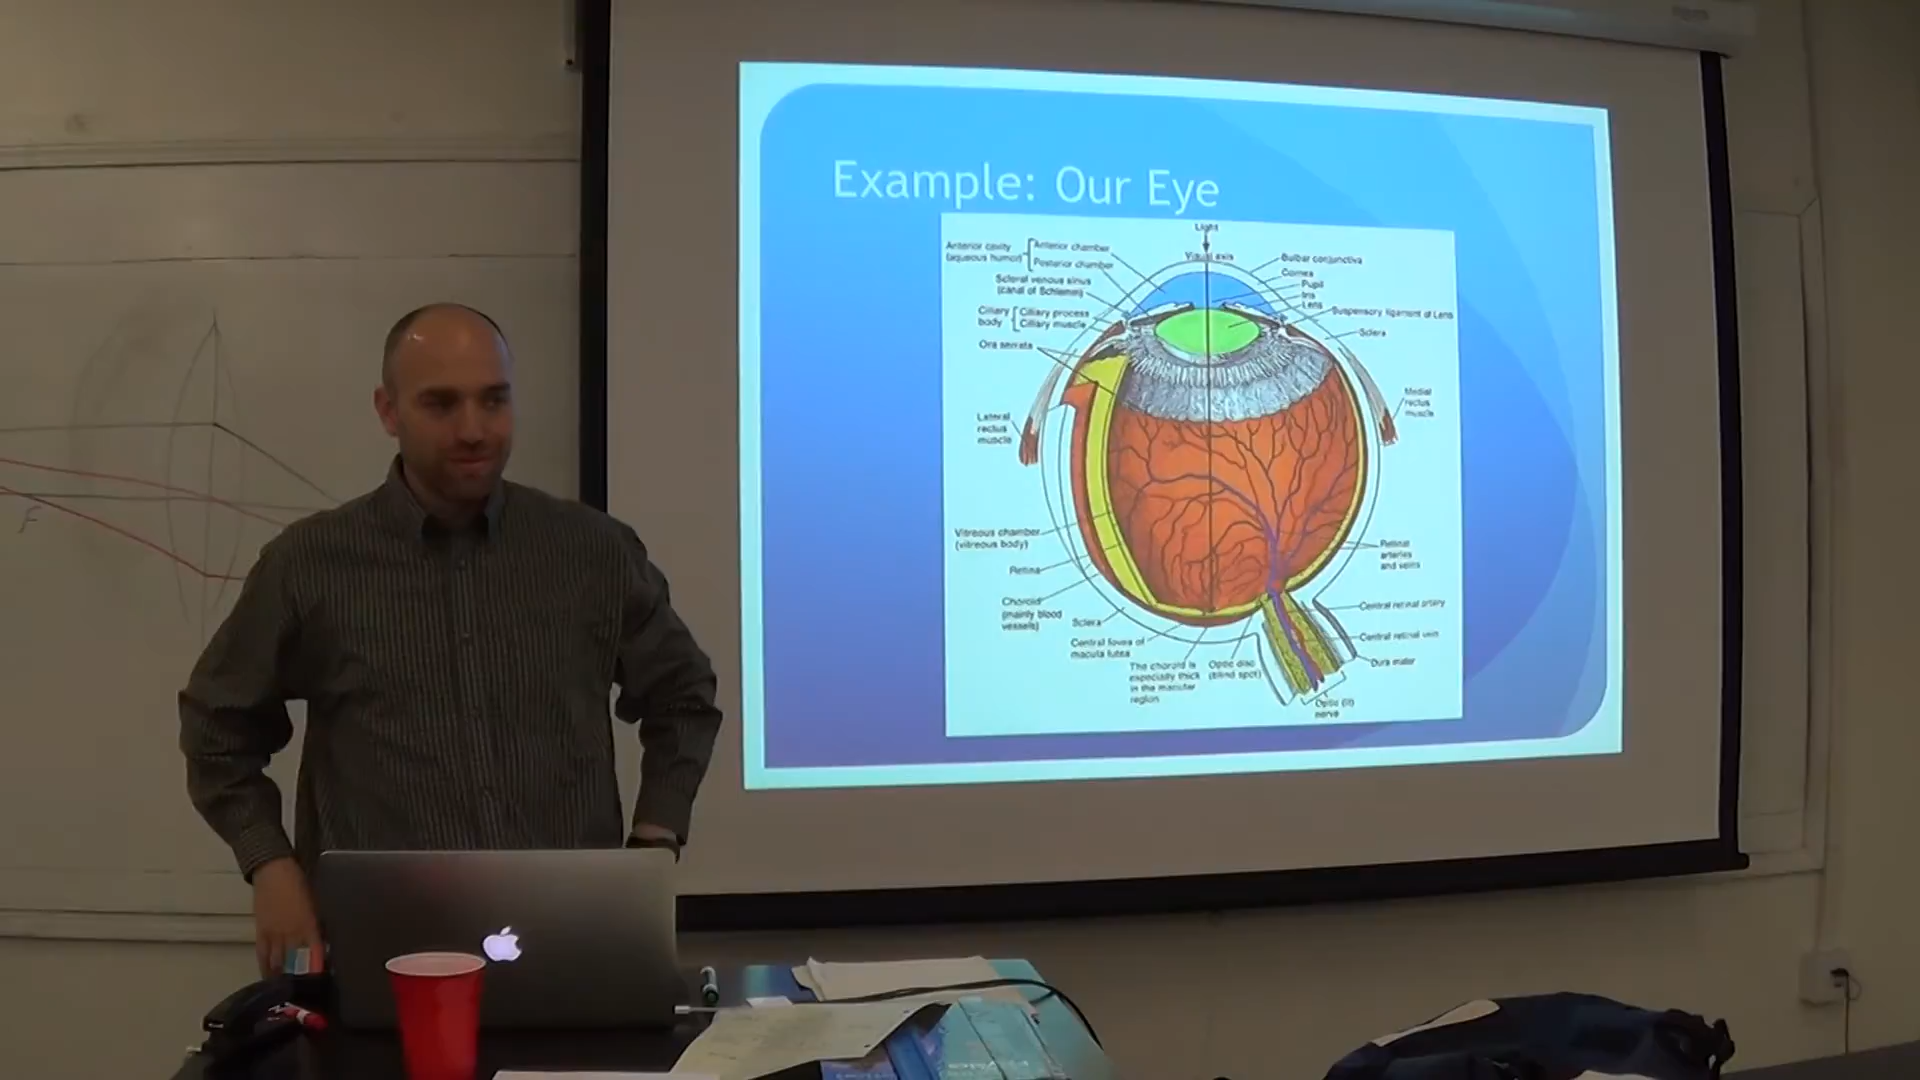 Example: Our Eye
Light
Visual axis
Anterior cavity
(aqueous humor)
Anterior chamber
Posterior chamber
Scleral venous sinus
(canal of Schlemm)
Ciliary
body
Ciliary process
Ciliary muscle
Ora serrata
Lateral
rectus
muscle
Vitreous chamber
(vitreous body)
Retina
Choroid
(mainly blood
vessels)
Sclera
Central fovea of
macula lutea
The choroid is
especially thick
in the macular
region
Optic disc
(blind spot)
Bulbar conjunctiva
Cornea
Pupil
Iris
Lens
Suspensory ligament of Lens
Sclera
Medial
rectus
muscle
Retinal
arteries
and veins
Central retinal artery
Central retinal vein
Dura mater
Optic (II)
nerve
F